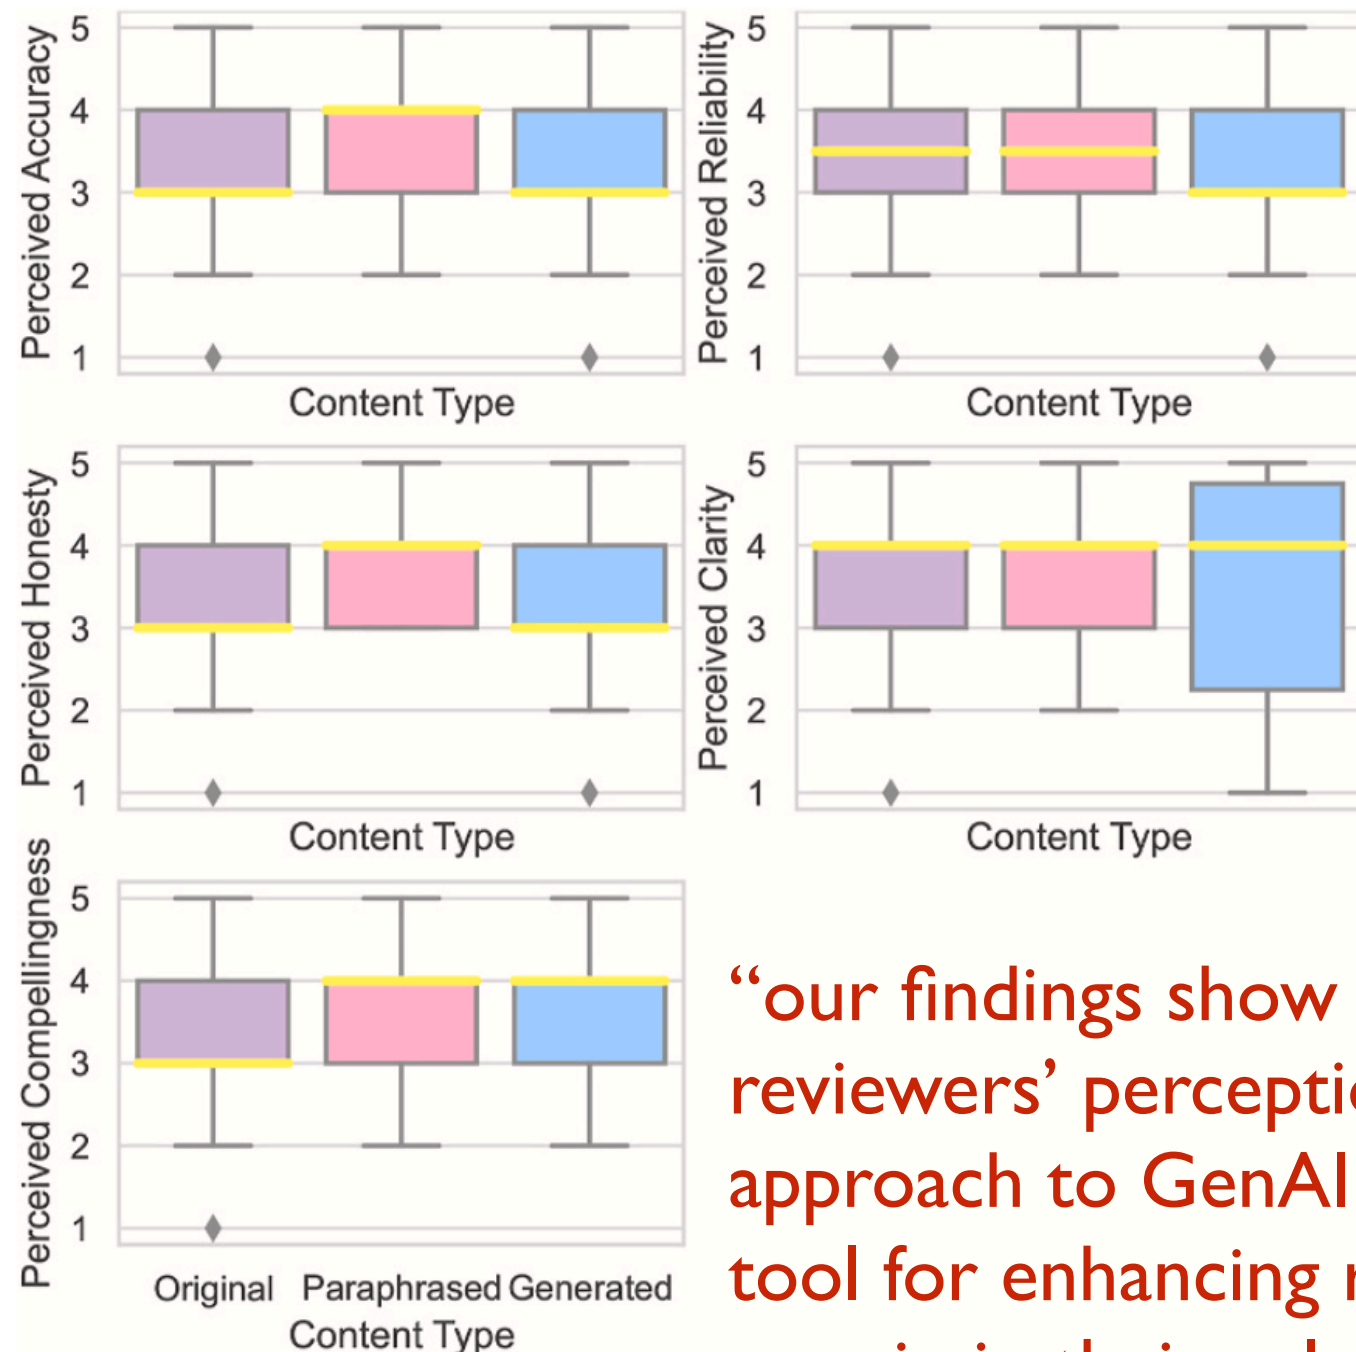 Perceived Accuracy
5
4
3
2
1
Content Type
Perceived Reliability
5
4
3
2
1
Content Type
Perceived Honesty
5
4
3
2
1
Content Type
Perceived Clarity
5
4
3
2
1
Content Type
Perceived Compellingness
5
4
3
2
1
Original Paraphrased Generated
Content Type
“our findings show
reviewers’
approach to GenAI
tool for enhancing